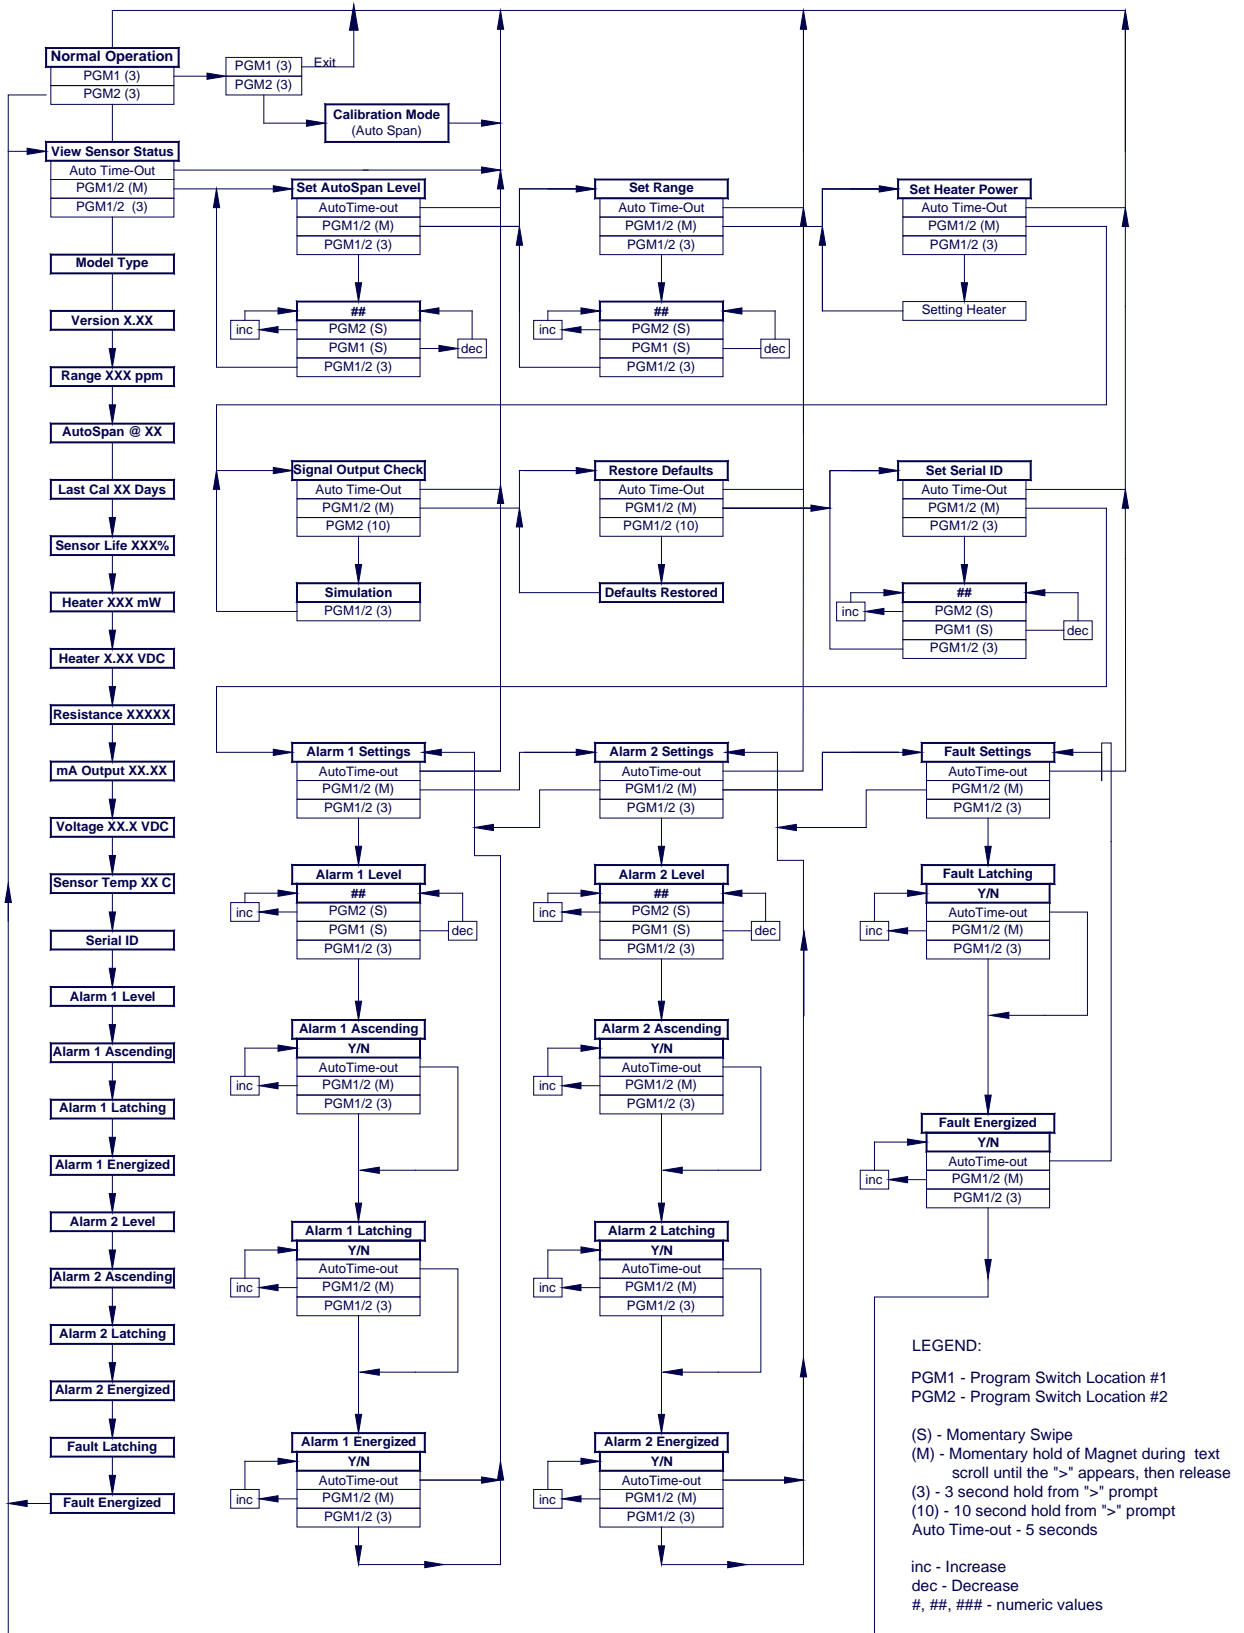 Normal Operation
PGM1 (3)
PGM2 (3)
PGM1 (3)
PGM2 (3)
Exit
Calibration Mode
(Auto Span)
View Sensor Status
Auto Time-Out
PGM1/2 (M)
PGM1/2 (3)
Set AutoSpan Level
AutoTime-out
PGM1/2 (M)
PGM1/2 (3)
##
PGM2 (S)
PGM1 (S)
PGM1/2 (3)
inc
dec
Set Range
Auto Time-Out
PGM1/2 (M)
PGM1/2 (3)
##
PGM2 (S)
PGM1 (S)
PGM1/2 (3)
inc
dec
Set Heater Power
Auto Time-Out
PGM1/2 (M)
PGM1/2 (3)
Setting Heater
Model Type
Version X.XX
Range XXX ppm
AutoSpan @ XX
Last Cal XX Days
Sensor Life XXX%
Heater XXX mW
Heater X.XX VDC
Resistance XXXXX
mA Output XX.XX
Voltage XX.X VDC
Sensor Temp XX C
Serial ID
Alarm 1 Level
Alarm 1 Ascending
Alarm 1 Latching
Alarm 1 Energized
Alarm 2 Level
Alarm 2 Ascending
Alarm 2 Latching
Alarm 2 Energized
Fault Latching
Fault Energized
Signal Output Check
Auto Time-Out
PGM1/2 (M)
PGM2 (10)
Simulation
PGM1/2 (3)
Restore Defaults
Auto Time-Out
PGM1/2 (M)
PGM1/2 (10)
Defaults Restored
Set Serial ID
Auto Time-Out
PGM1/2 (M)
PGM1/2 (3)
##
PGM2 (S)
PGM1 (S)
PGM1/2 (3)
inc
dec
Alarm 1 Settings
AutoTime-out
PGM1/2 (M)
PGM1/2 (3)
Alarm 1 Level
##
PGM2 (S)
PGM1 (S)
PGM1/2 (3)
inc
dec
Alarm 1 Ascending
Y/N
AutoTime-out
PGM1/2 (M)
PGM1/2 (3)
inc
Alarm 1 Latching
Y/N
AutoTime-out
PGM1/2 (M)
PGM1/2 (3)
inc
Alarm 1 Energized
Y/N
AutoTime-out
PGM1/2 (M)
PGM1/2 (3)
inc
Alarm 2 Settings
AutoTime-out
PGM1/2 (M)
PGM1/2 (3)
Alarm 2 Level
##
PGM2 (S)
PGM1 (S)
PGM1/2 (3)
inc
dec
Alarm 2 Ascending
Y/N
AutoTime-out
PGM1/2 (M)
PGM1/2 (3)
inc
Alarm 2 Latching
Y/N
AutoTime-out
PGM1/2 (M)
PGM1/2 (3)
inc
Alarm 2 Energized
Y/N
AutoTime-out
PGM1/2 (M)
PGM1/2 (3)
inc
Fault Settings
AutoTime-out
PGM1/2 (M)
PGM1/2 (3)
Fault Latching
Y/N
AutoTime-out
PGM1/2 (M)
PGM1/2 (3)
inc
Fault Energized
Y/N
AutoTime-out
PGM1/2 (M)
PGM1/2 (3)
inc
LEGEND:
PGM1 - Program Switch Location #1
PGM2 - Program Switch Location #2
(S) - Momentary Swipe
(M) - Momentary hold of Magnet during text
scroll until the ">" appears, then release
(3) - 3 second hold from ">" prompt
(10) - 10 second hold from ">" prompt
Auto Time-out - 5 seconds
inc - Increase
dec - Decrease
#, ##, ### - numeric values